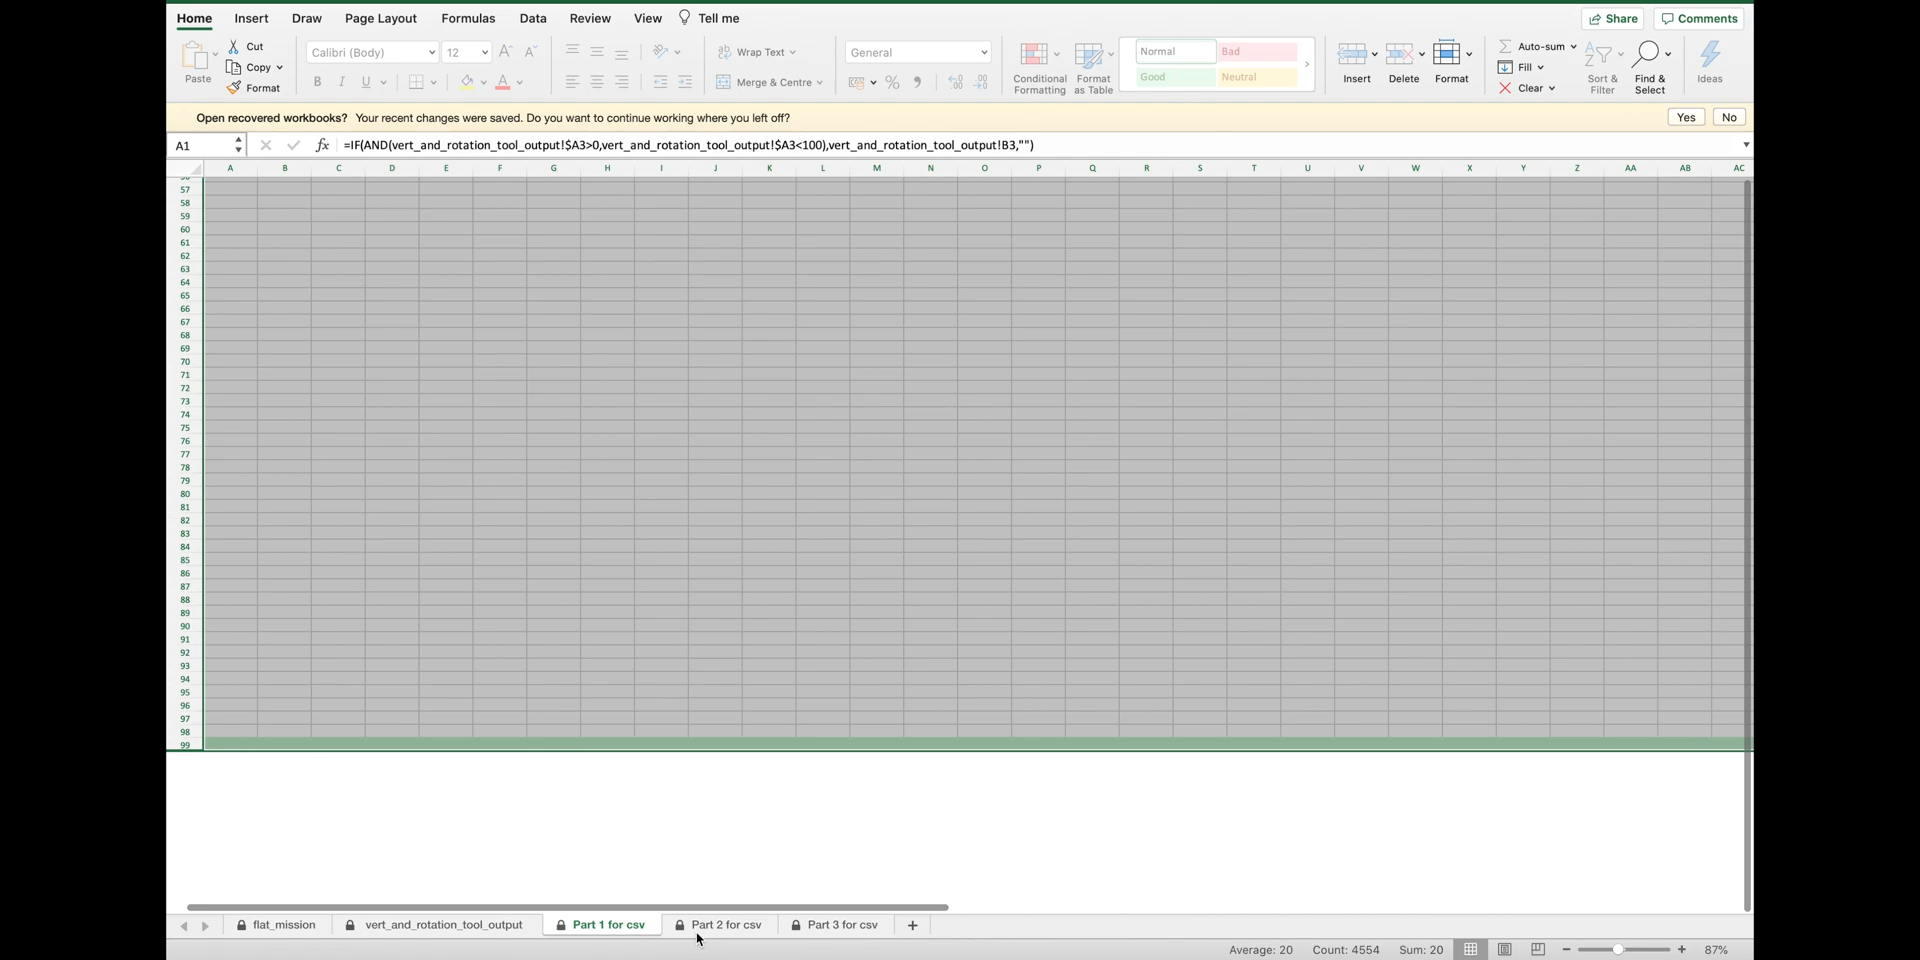 Home Insert Draw Page Layout Formulas Data Review View Tell me Share Comments
Paste Cut Copy Format
Calibri (Body) 12 A A
B I U A
Wrap Text
Merge & Centre
General
%
Conditional Formatting
Format as Table
Normal Bad
Good Neutral
Insert Delete Format
Auto-sum
Fill
Clear
Sort & Filter
Find & Select
Ideas
Open recovered workbooks? Your recent changes were saved. Do you want to continue working where you left off? Yes No
A1 fx =IF(AND(vert_and_rotation_tool_output!$A3>0,vert_and_rotation_tool_output!$A3<100),vert_and_rotation_tool_output!B3,"")
A B C D E F G H I J K L M N O P Q R S T U V W X Y Z AA AB AC
57
58
59
60
61
62
63
64
65
66
67
68
69
70
71
72
73
74
75
76
77
78
79
80
81
82
83
84
85
86
87
88
89
90
91
92
93
94
95
96
97
98
99
flat_mission vert_and_rotation_tool_output Part 1 for csv Part 2 for csv Part 3 for csv +
Average: 20 Count: 4554 Sum: 20 87%